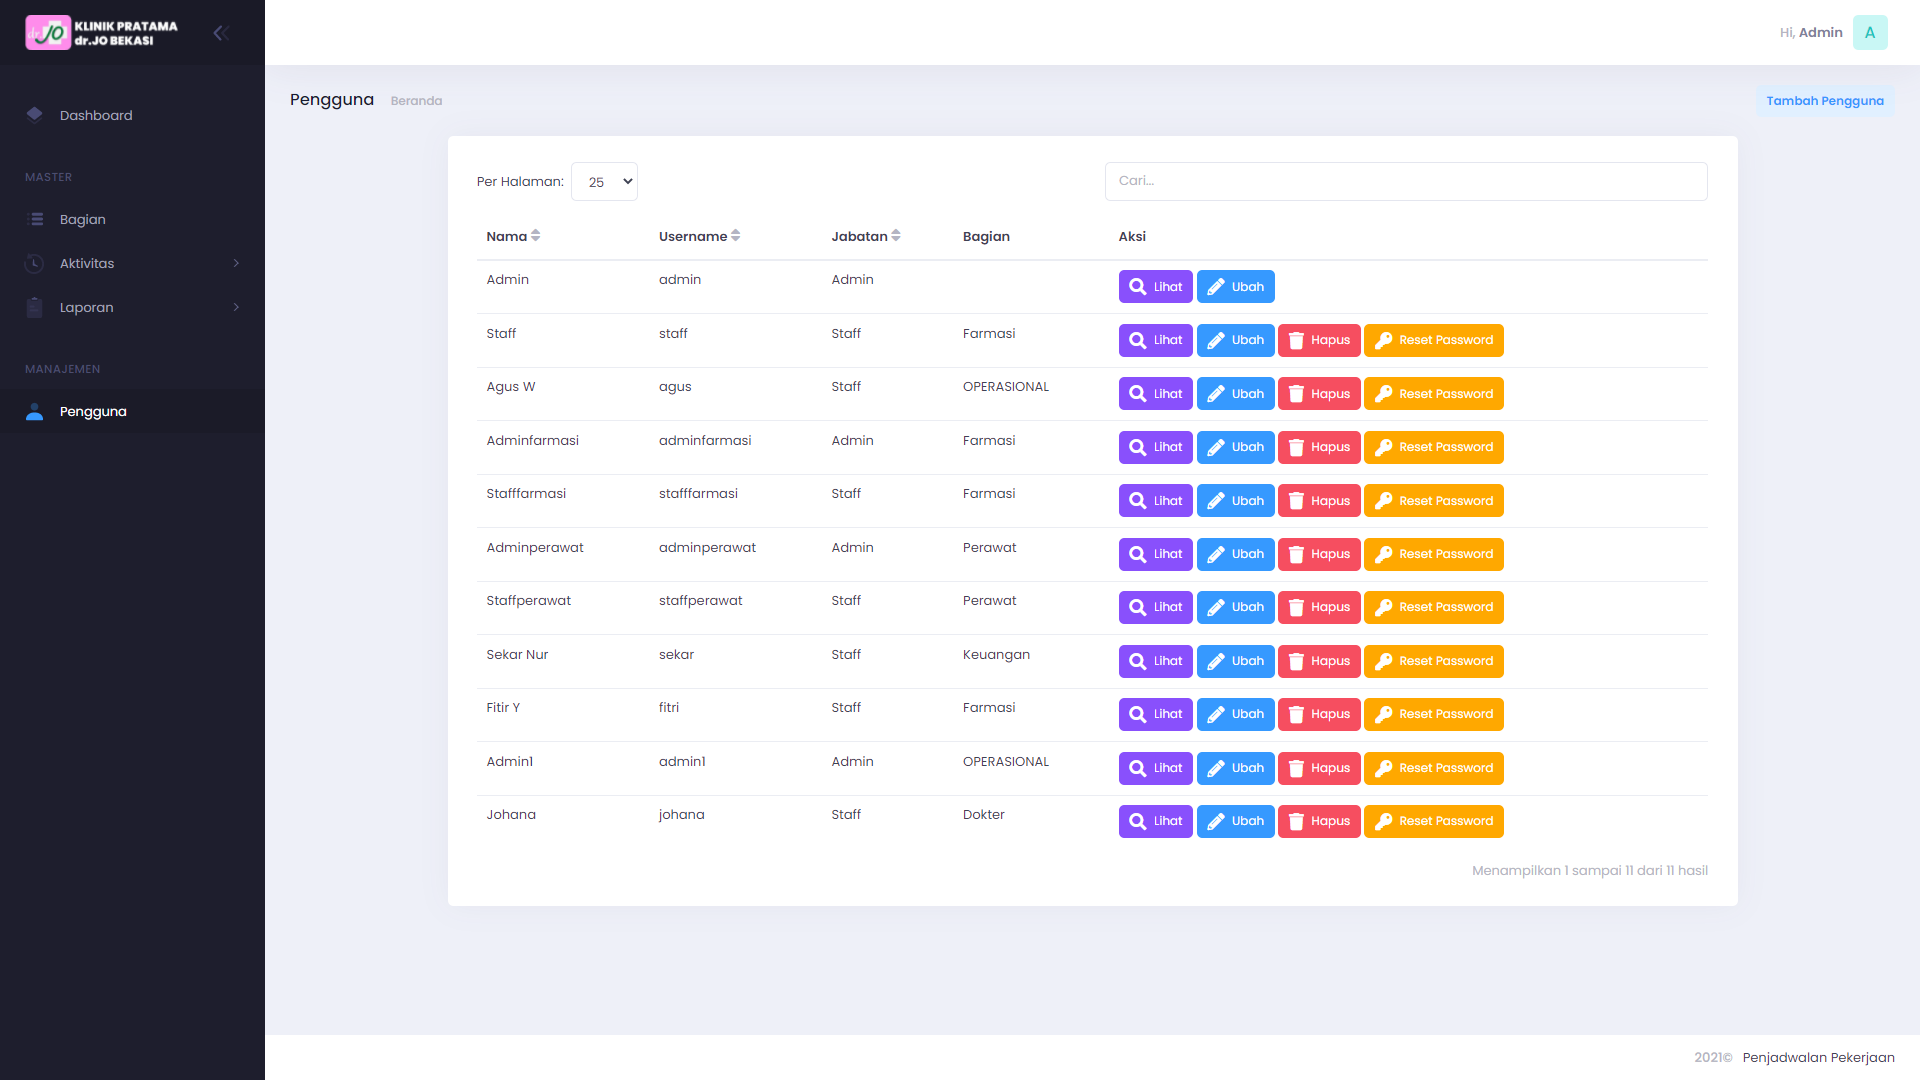 KLINIK PRATAMA
dr.JO BEKASI
dr.JO
Hi, Admin
A
Dashboard
MASTER
Bagian
Aktivitas
Laporan
MANAJEMEN
Pengguna
Pengguna Beranda
Tambah Pengguna
Per Halaman: 25
Cari...
Nama Username Jabatan Bagian Aksi
Admin admin Admin Lihat Ubah
Staff staff Staff Farmasi Lihat Ubah Hapus Reset Password
Agus W agus Staff OPERASIONAL Lihat Ubah Hapus Reset Password
Adminfarmasi adminfarmasi Admin Farmasi Lihat Ubah Hapus Reset Password
Stafffarmasi stafffarmasi Staff Farmasi Lihat Ubah Hapus Reset Password
Adminperawat adminperawat Admin Perawat Lihat Ubah Hapus Reset Password
Staffperawat staffperawat Staff Perawat Lihat Ubah Hapus Reset Password
Sekar Nur sekar Staff Keuangan Lihat Ubah Hapus Reset Password
Fitir Y fitri Staff Farmasi Lihat Ubah Hapus Reset Password
Admin1 admin1 Admin OPERASIONAL Lihat Ubah Hapus Reset Password
Johana johana Staff Dokter Lihat Ubah Hapus Reset Password
Menampilkan 1 sampai 11 dari 11 hasil
2021© Penjadwalan Pekerjaan